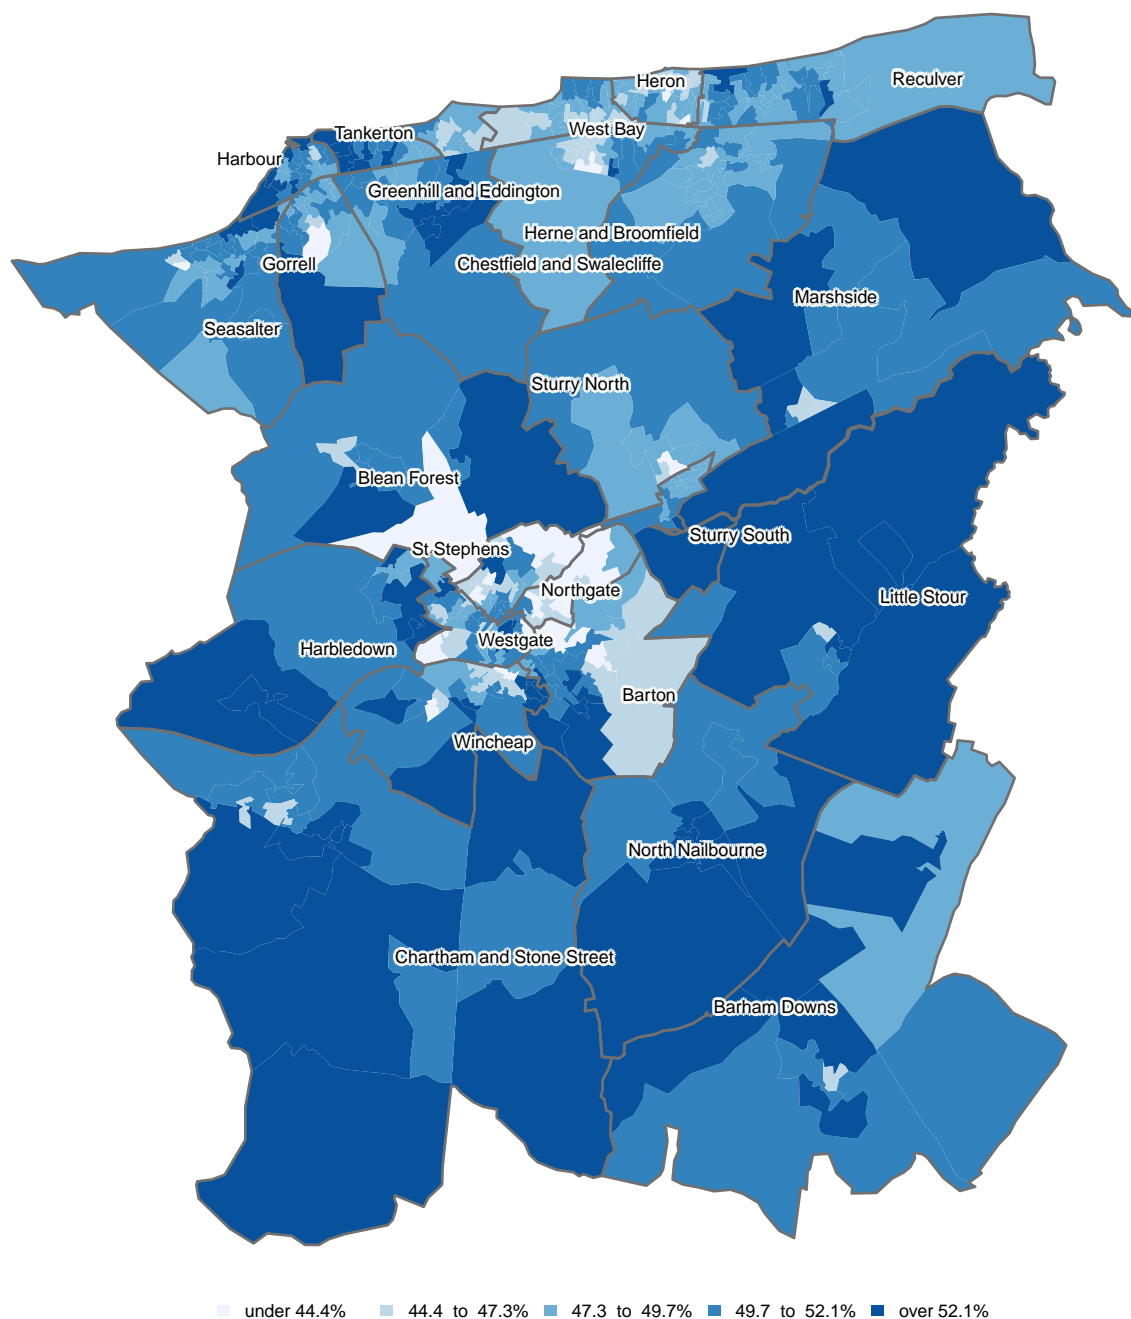 Heron
Reculver
Tankerton
West Bay
Harbour
Greenhill and Eddington
Herne and Broomfield
Gorrell
Chestfield and Swalecliffe
Marshside
Seasalter
Sturry North
Blean Forest
Sturry South
St Stephens
Northgate
Little Stour
Westgate
Harbledown
Barton
Wincheap
North Nailbourne
Chartham and Stone Street
Barham Downs
under 44.4% 44.4 to 47.3% 47.3 to 49.7% 49.7 to 52.1% over 52.1%